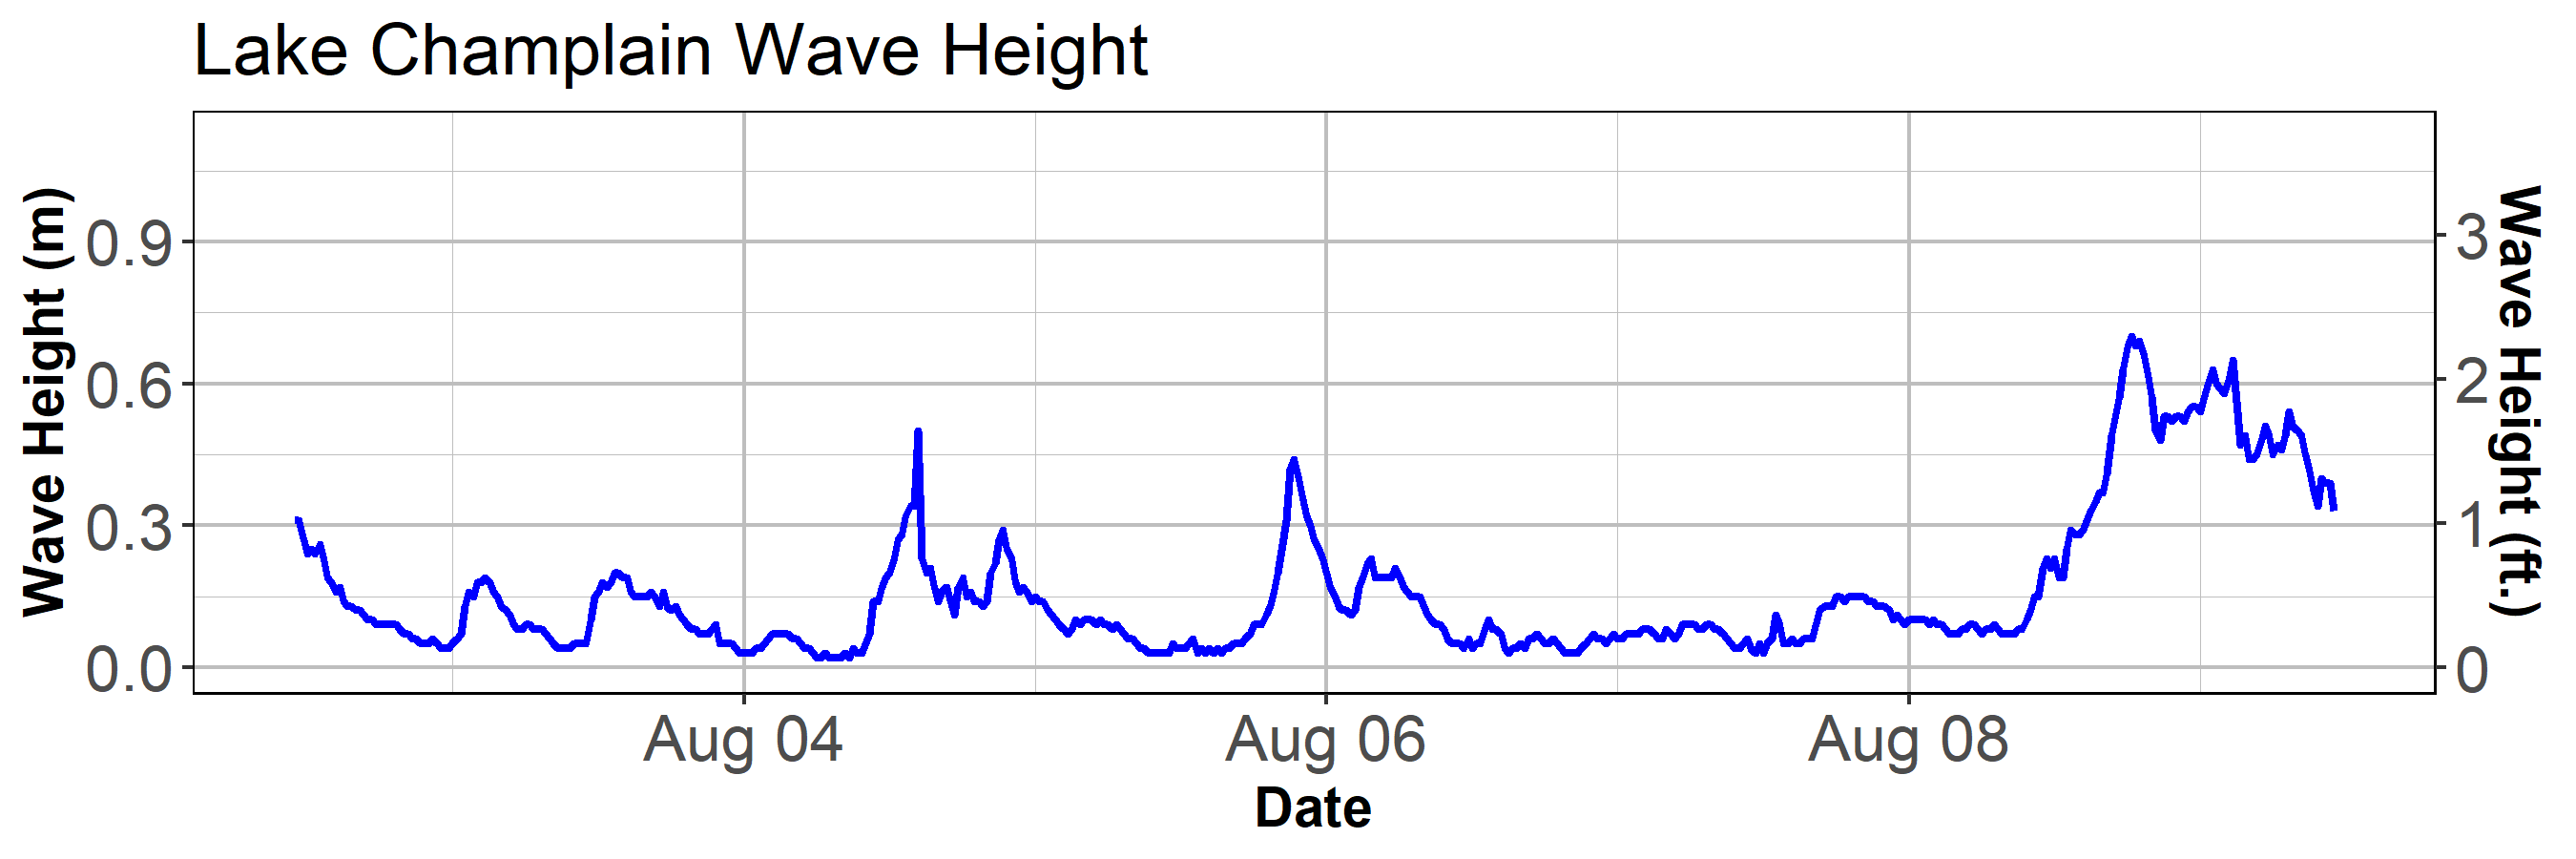 Lake Champlain Wave Height
Wave Height (m)
0.9
0.6
0.3
0.0
3
2
1
0
Wave Height (ft.)
Aug 04
Aug 06
Aug 08
Date